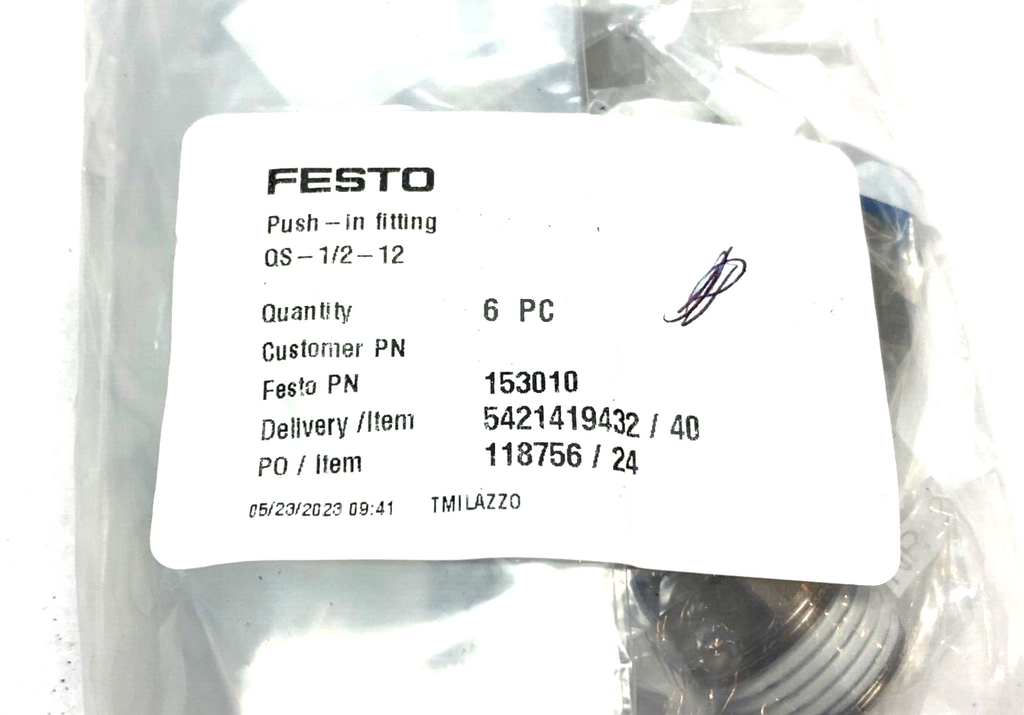 FESTO
Push-in fitting
QS-1/2-12
Quantity 6 PC
Customer PN
Festo PN 153010
Delivery /Item 5421419432 / 40
PO / Item 118756 / 24
05/23/2023 09:41 TMILAZZO